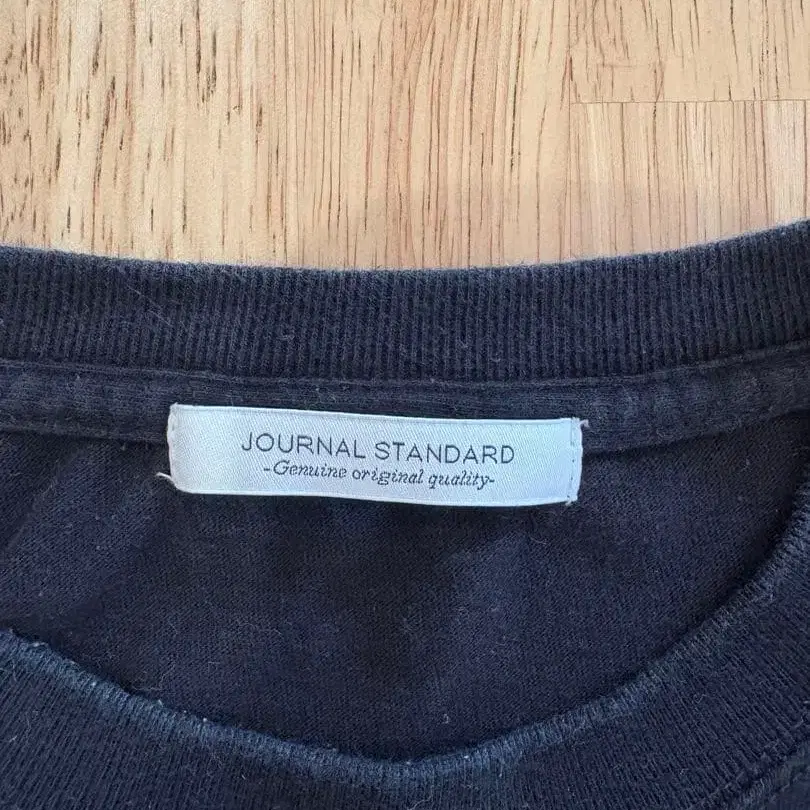 JOURNAL STANDARD
-Genuine original quality-